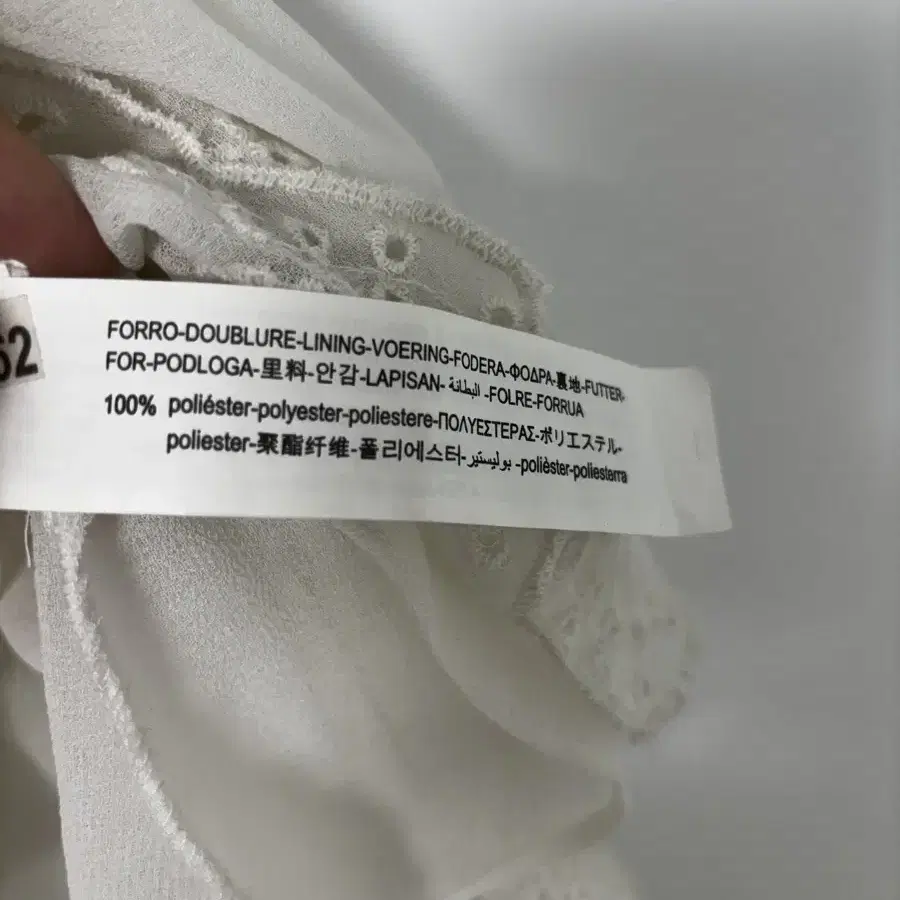 62
FORRO-DOUBLURE-LINING-VOERING-FODERA-ΦΟΔΡΑ-裏地-FUTTER-
FOR-PODLOGA-里料-안감-LAPISAN- البطانة -FOLRE-FORRUA
100% poliéster-polyester-poliestere-ΠΟΛΥΕΣΤΕΡΑΣ-ポリエステル-
poliester-聚酯纤维-폴리에스터-بوليستير -polièster-poliesterra